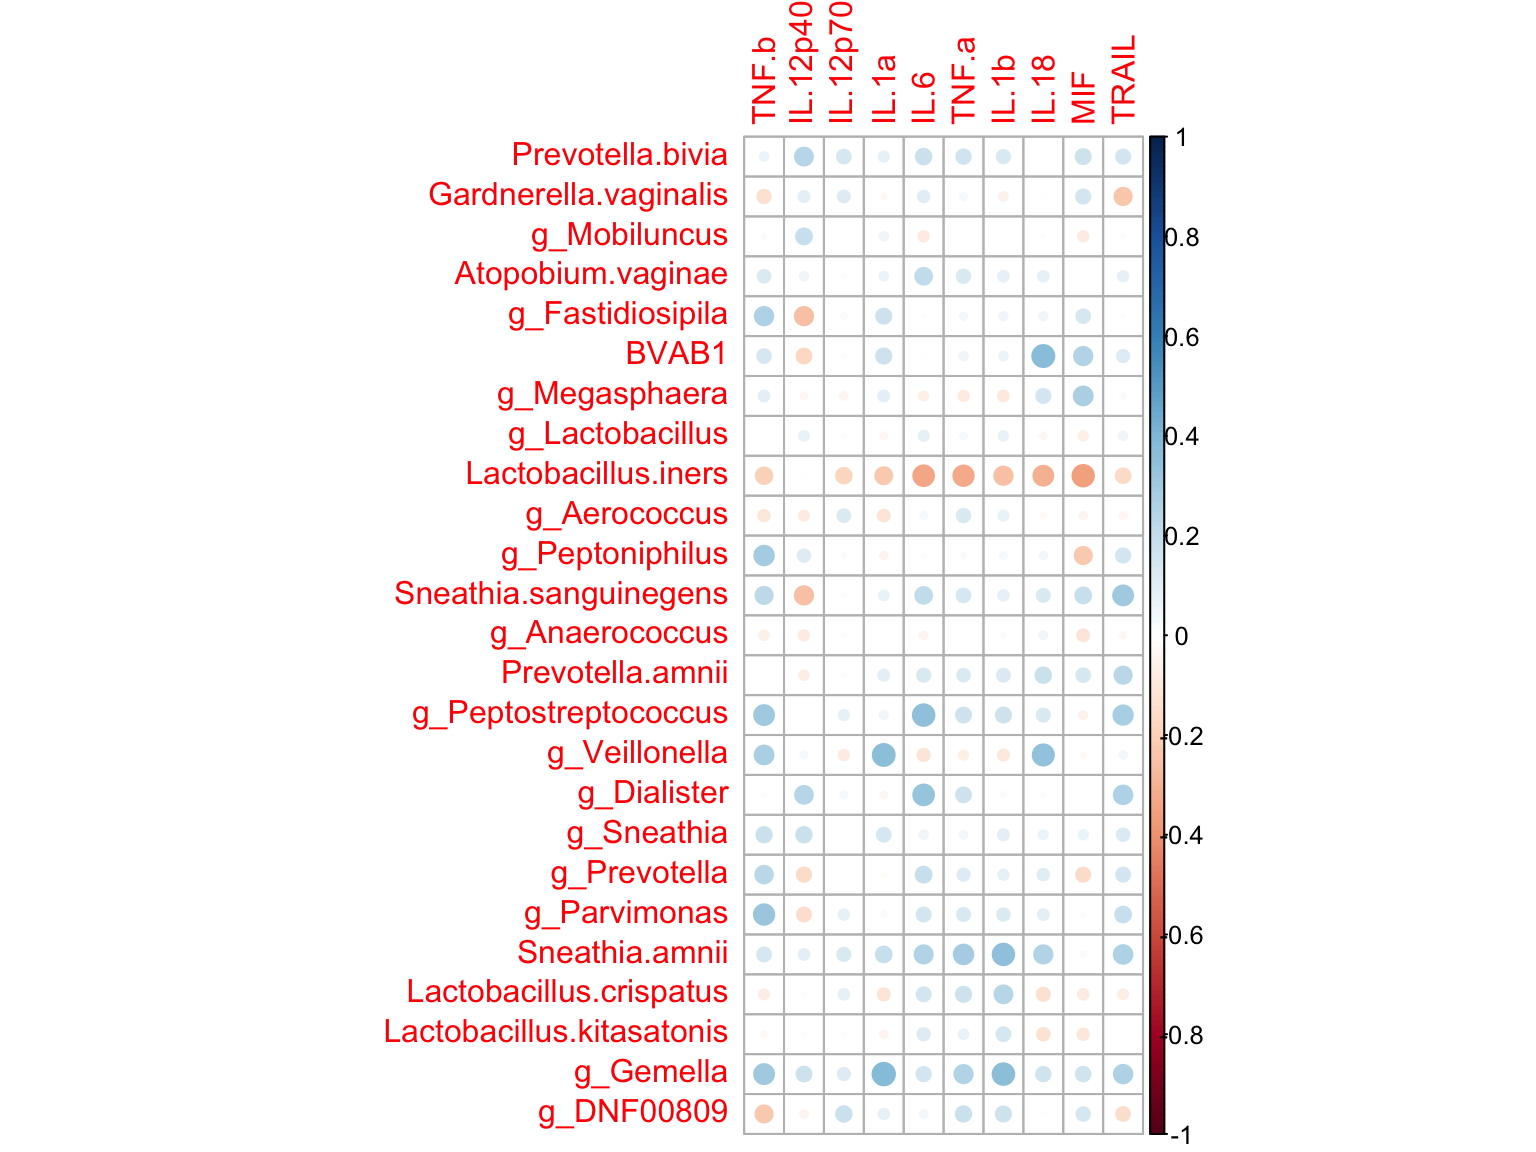 TNF.b
IL.12p40
IL.12p70
IL.1a
IL.6
TNF.a
IL.1b
IL.18
MIF
TRAIL
Prevotella.bivia
Gardnerella.vaginalis
g_Mobiluncus
Atopobium.vaginae
g_Fastidiosipila
BVAB1
g_Megasphaera
g_Lactobacillus
Lactobacillus.iners
g_Aerococcus
g_Peptoniphilus
Sneathia.sanguinegens
g_Anaerococcus
Prevotella.amnii
g_Peptostreptococcus
g_Veillonella
g_Dialister
g_Sneathia
g_Prevotella
g_Parvimonas
Sneathia.amnii
Lactobacillus.crispatus
Lactobacillus.kitasatonis
g_Gemella
g_DNF00809
1
0.8
0.6
0.4
0.2
0
-0.2
-0.4
-0.6
-0.8
-1